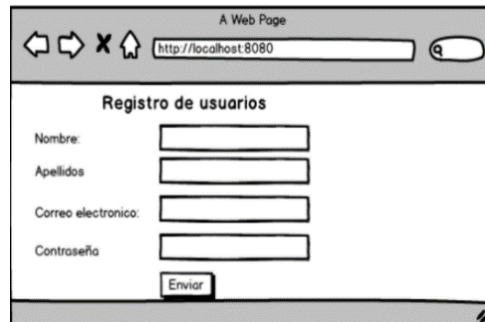 A Web Page
http://localhost:8080
Registro de usuarios
Nombre:
Apellidos
Correo electronico:
Contraseña
Enviar